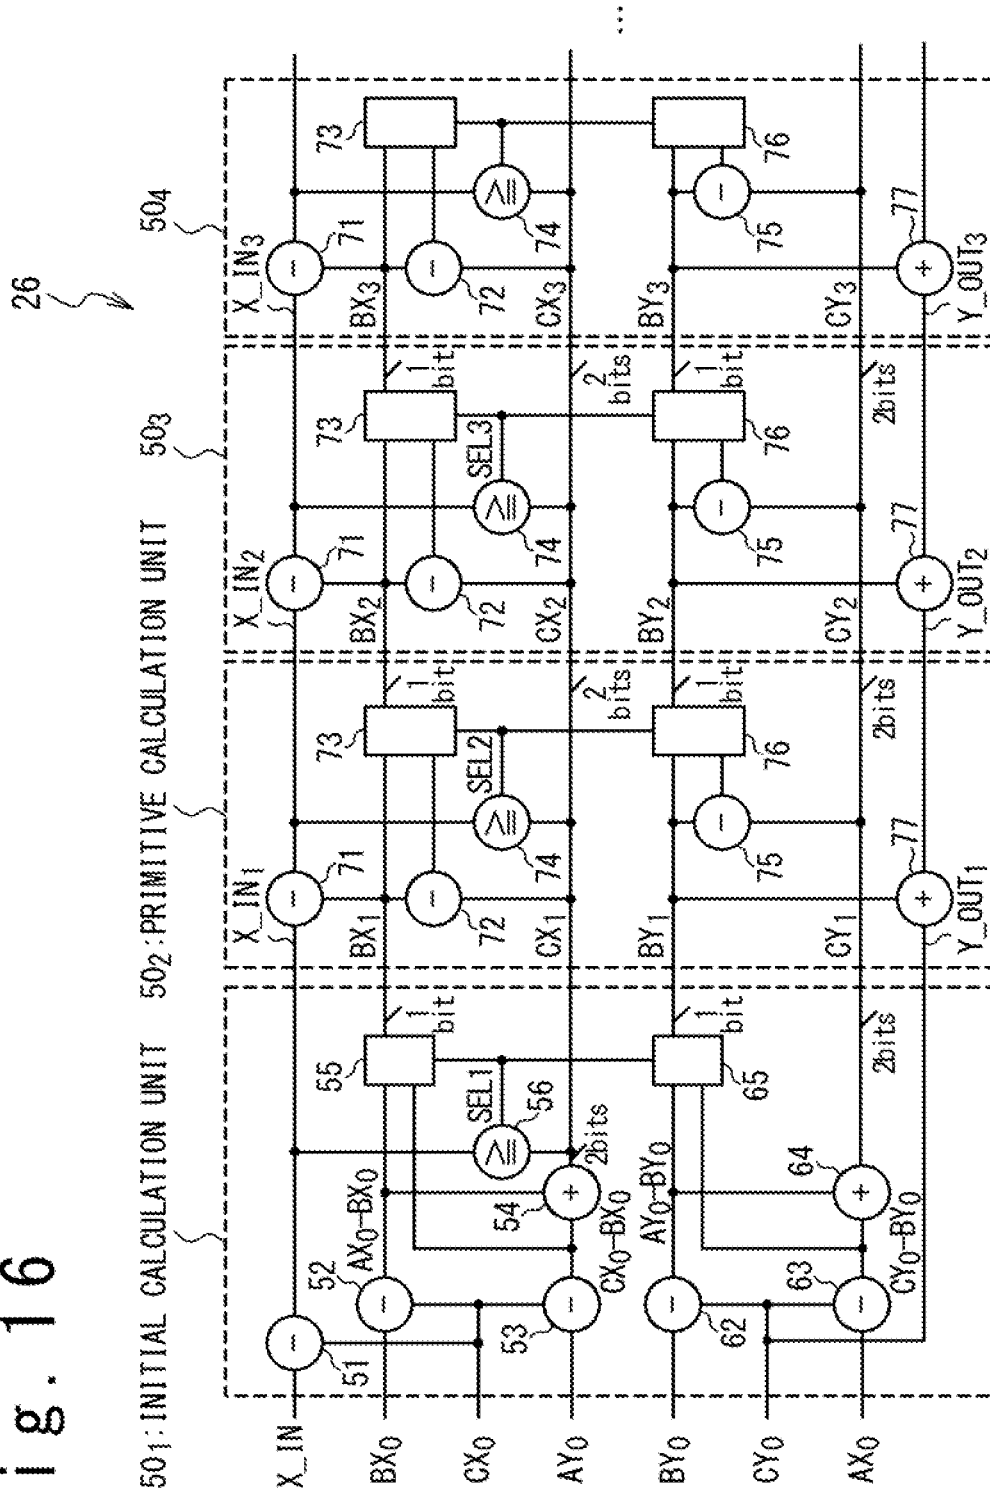 ig. 16
26
50₁:INITIAL CALCULATION UNIT
50₂:PRIMITIVE CALCULATION UNIT
50₃
50₄
X_IN
BX₀
CX₀
AY₀
BY₀
CY₀
AX₀
−
51
−
52
AX₀−BX₀
55
1
bit
SEL1
≧
56
−
53
+
54
CX₀−BX₀
2bits
−
62
AY₀−BY₀
65
1
bit
−
63
+
64
CY₀−BY₀
2bits
X_IN₁
−
71
BX₁
−
72
73
1
bit
SEL2
≧
74
CX₁
2
bits
BY₁
−
75
76
1
bit
CY₁
2bits
+
77
Y_OUT₁
X_IN₂
−
71
BX₂
−
72
73
1
bit
SEL3
≧
74
CX₂
2
bits
BY₂
−
75
76
1
bit
CY₂
2bits
+
77
Y_OUT₂
X_IN₃
−
71
BX₃
−
72
73
≧
74
CX₃
BY₃
−
75
76
CY₃
+
77
Y_OUT₃
...